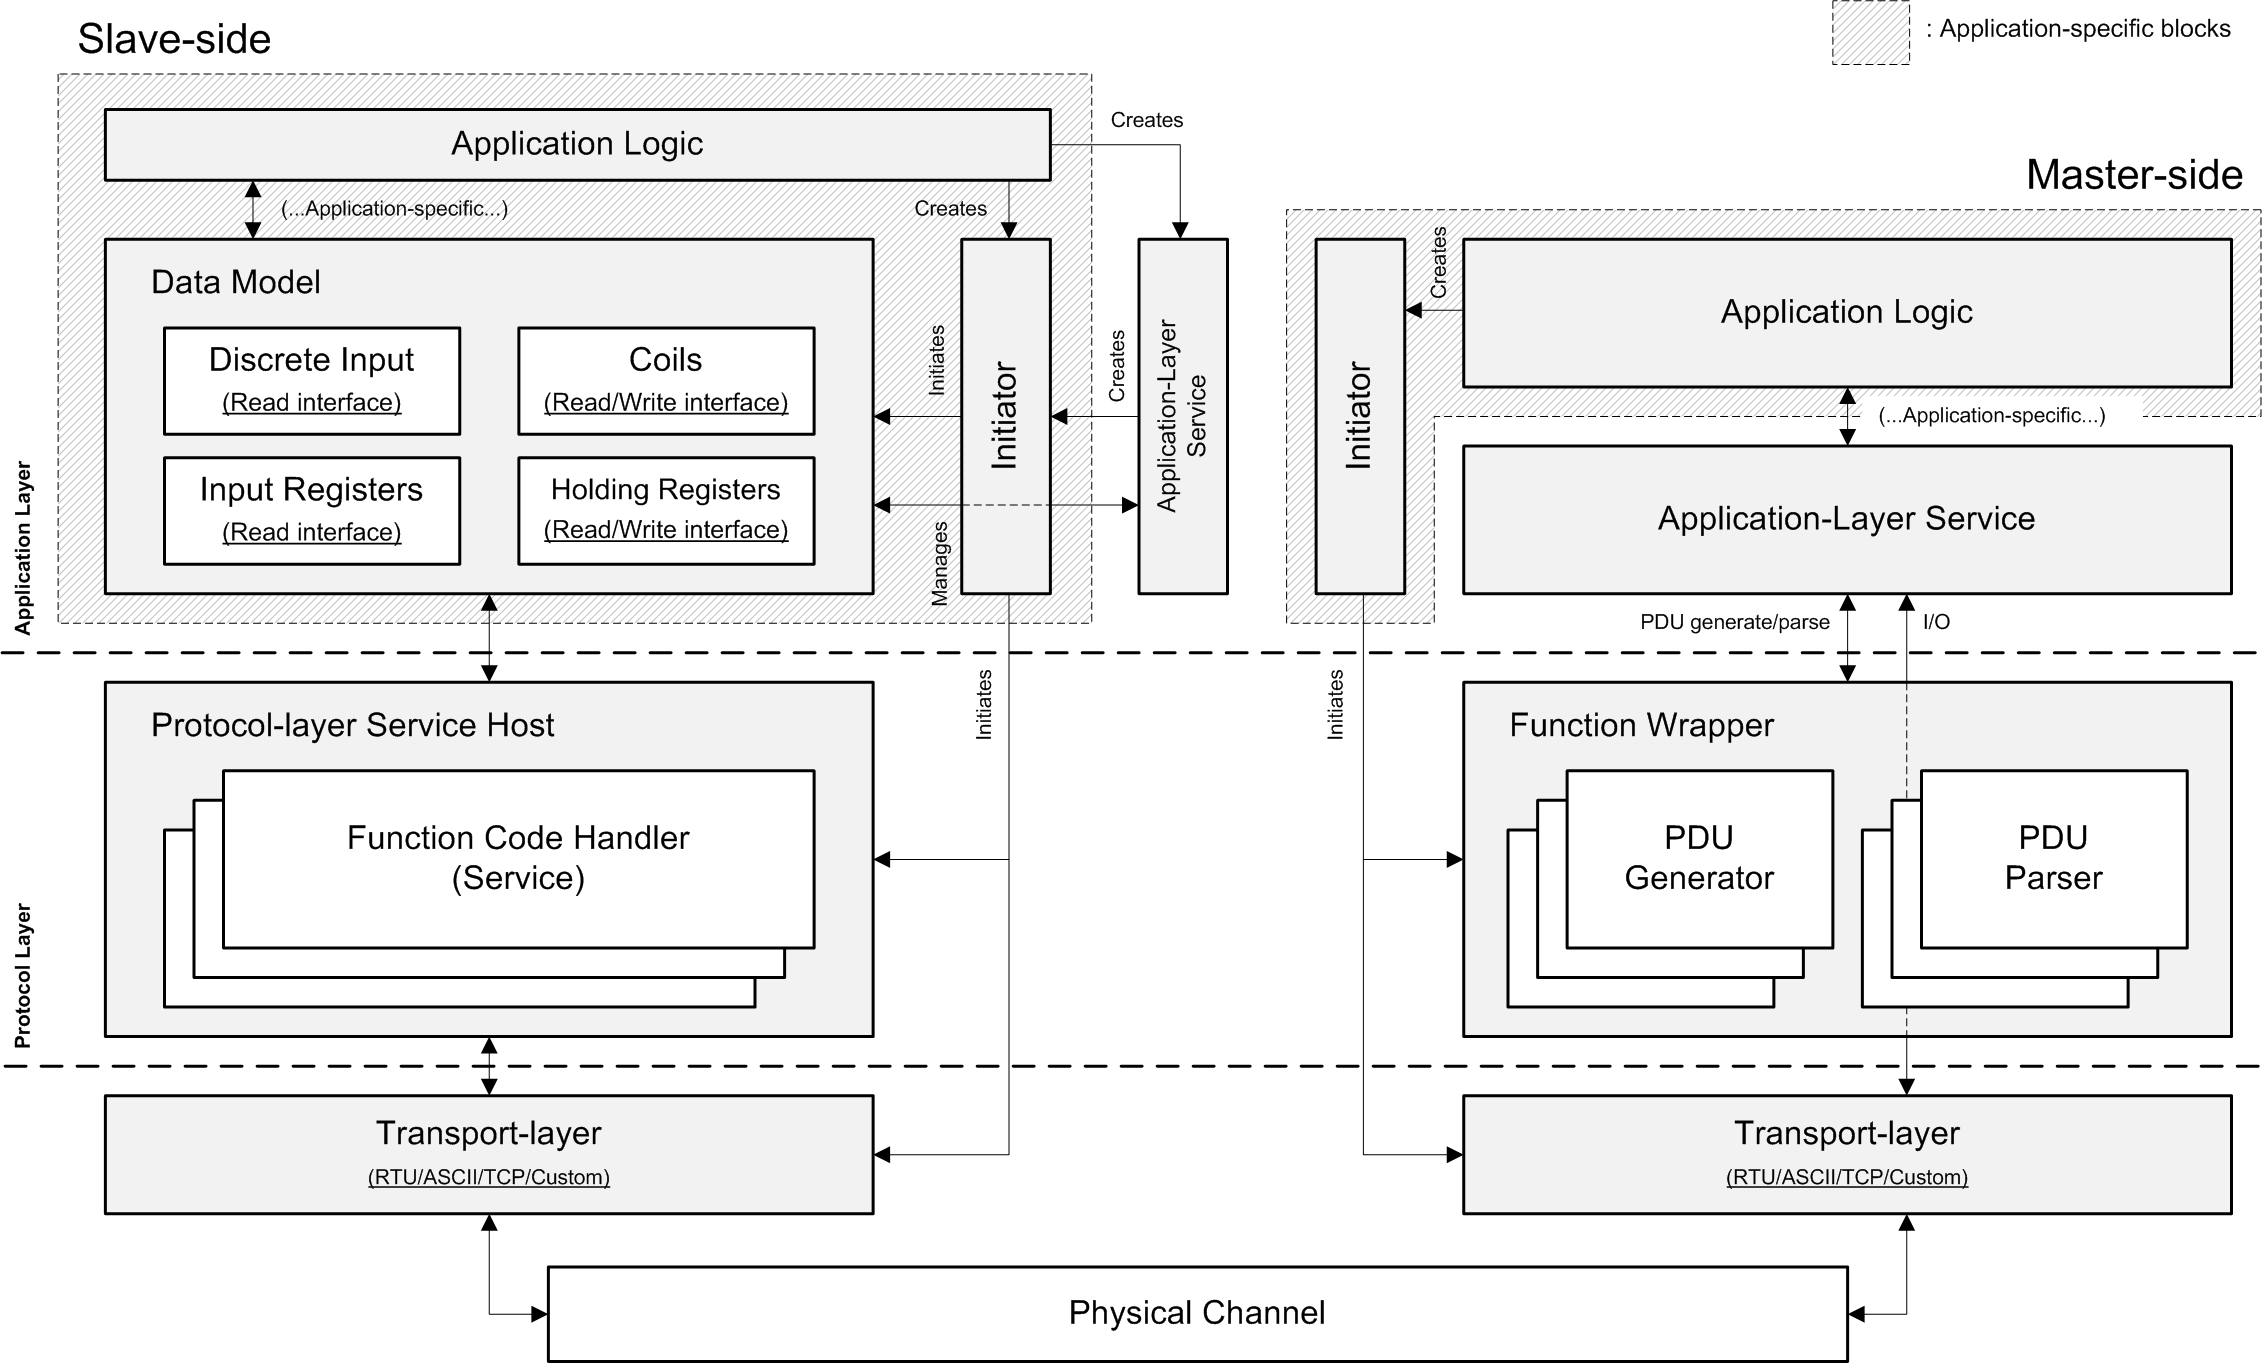 : Application-specific blocks
Slave-side
Application Logic
Creates
(...Application-specific...)
Creates
Data Model
Discrete Input
(Read interface)
Coils
(Read/Write interface)
Input Registers
(Read interface)
Holding Registers
(Read/Write interface)
Initiates
Manages
Initiator
Creates
Application-Layer
Service
Application Layer
Master-side
Initiator
Creates
Application Logic
(...Application-specific...)
Application-Layer Service
PDU generate/parse
I/O
Protocol-layer Service Host
Function Code Handler
(Service)
Initiates
Initiates
Function Wrapper
PDU
Generator
PDU
Parser
Protocol Layer
Transport-layer
(RTU/ASCII/TCP/Custom)
Transport-layer
(RTU/ASCII/TCP/Custom)
Physical Channel